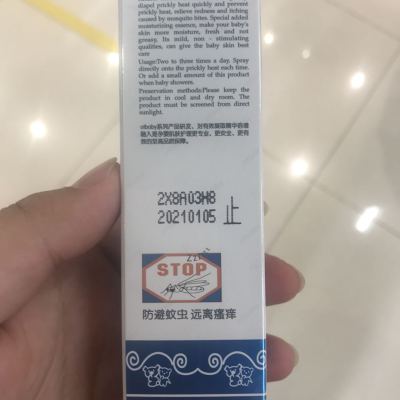 diapel prickly heat quickly and prevent
prickly heat, relieve redness and itching
caused by mosquito bites. Special added
moisturizing essence, make your baby's
skin more moisture, fresh and not
greasy. Its mild, non - stimulating
qualities, can give the baby skin best
care
Usage:Two to three times a day. Spray
directly onto the prickly heat each time.
Or add a small amount of this product
when baby showers.
Preservation methods:Please keep the
product in cool and dry room. The
product must be screened from direct
sunlight.
2X8A03H8
20210105 止
STOP
防避蚊虫 远离瘙痒